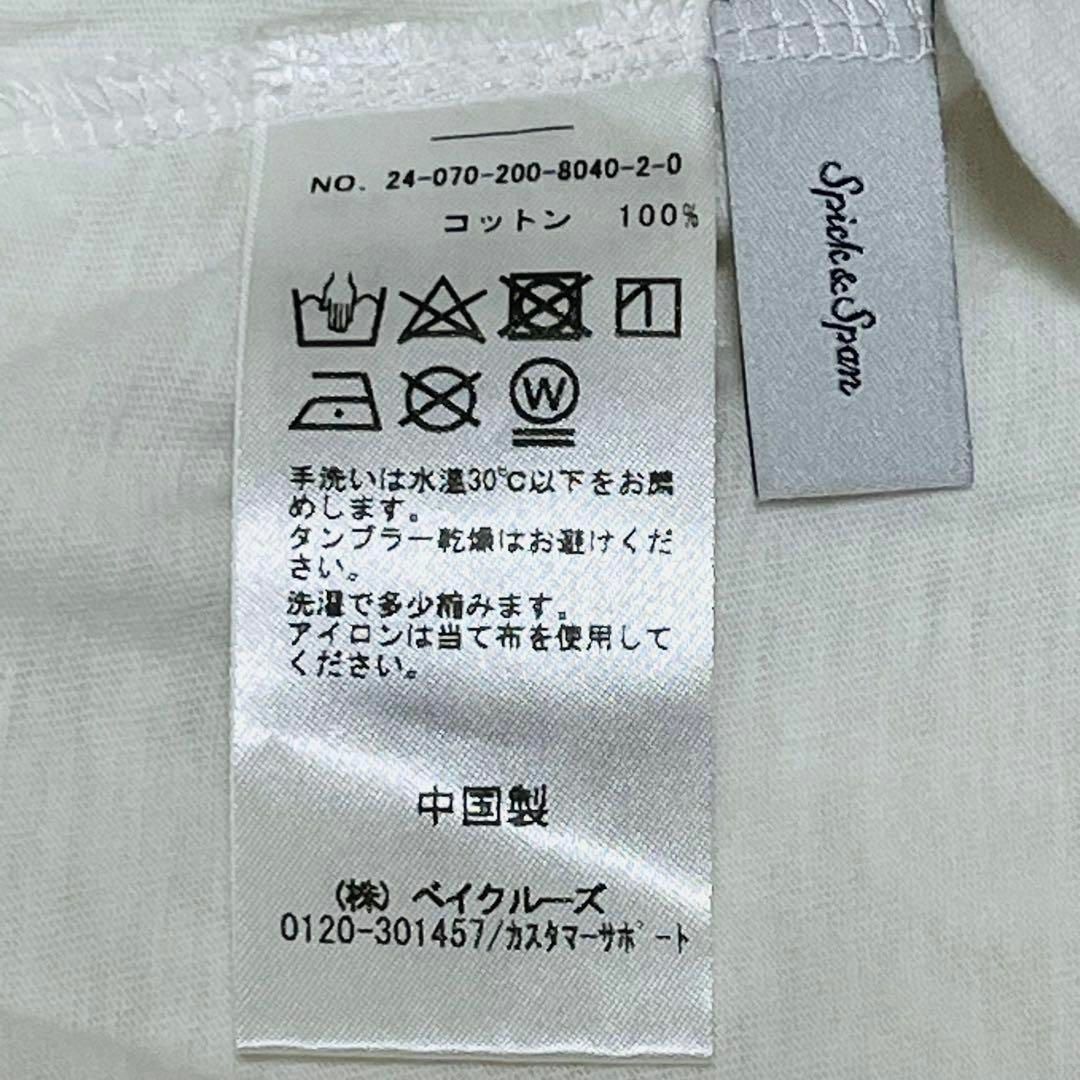 NO. 24-070-200-8040-2-0
コットン 100%
W
手洗いは水温30℃以下をお薦
めします。
タンブラー乾燥はお避けくだ
さい。
洗濯で多少縮みます。
アイロンは当て布を使用して
ください。
中国製
(株) ベイクルーズ
0120-301457/カスタマーサポート
Spick&Span